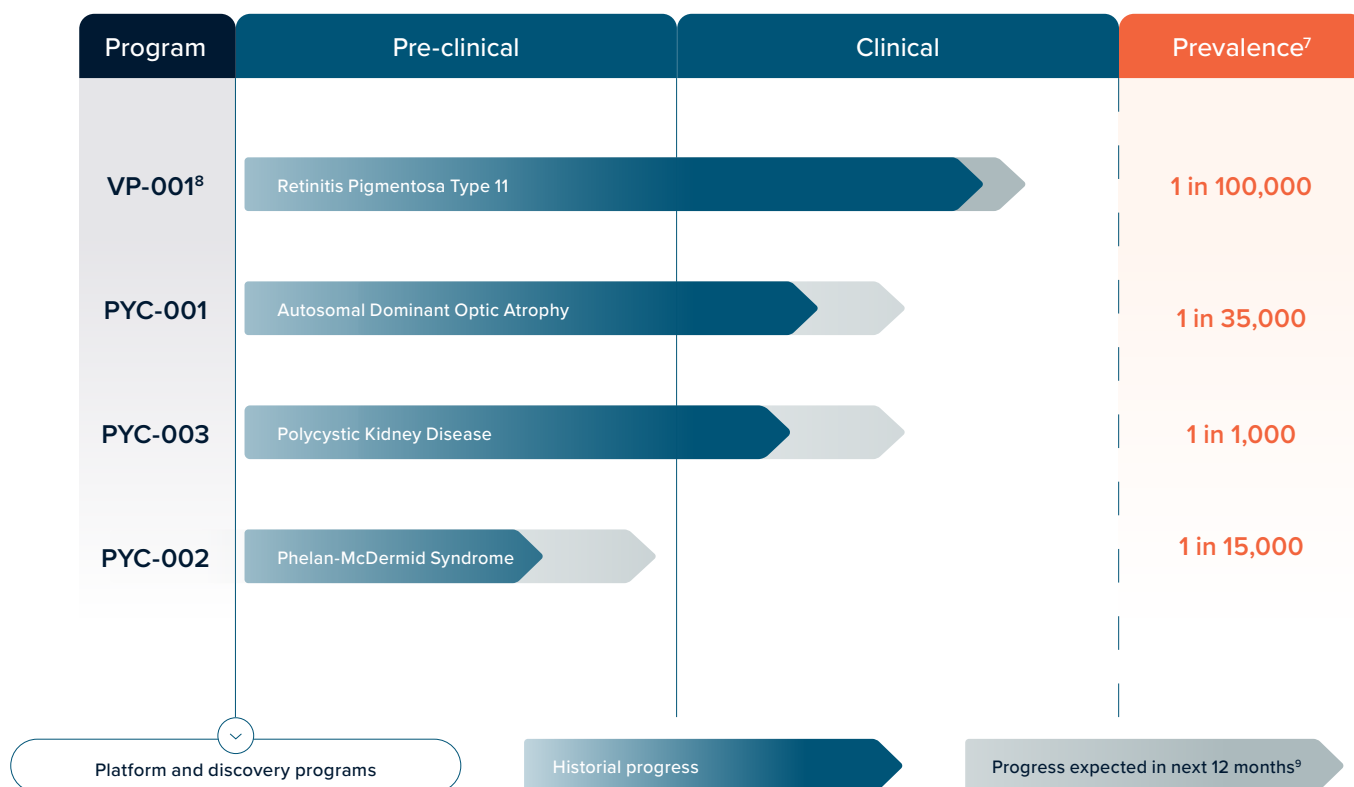 Program Pre-clinical Clinical Prevalence⁷
VP-001⁸ Retinitis Pigmentosa Type 11 1 in 100,000
PYC-001 Autosomal Dominant Optic Atrophy 1 in 35,000
PYC-003 Polycystic Kidney Disease 1 in 1,000
PYC-002 Phelan-McDermid Syndrome 1 in 15,000
Platform and discovery programs Historial progress Progress expected in next 12 months⁹